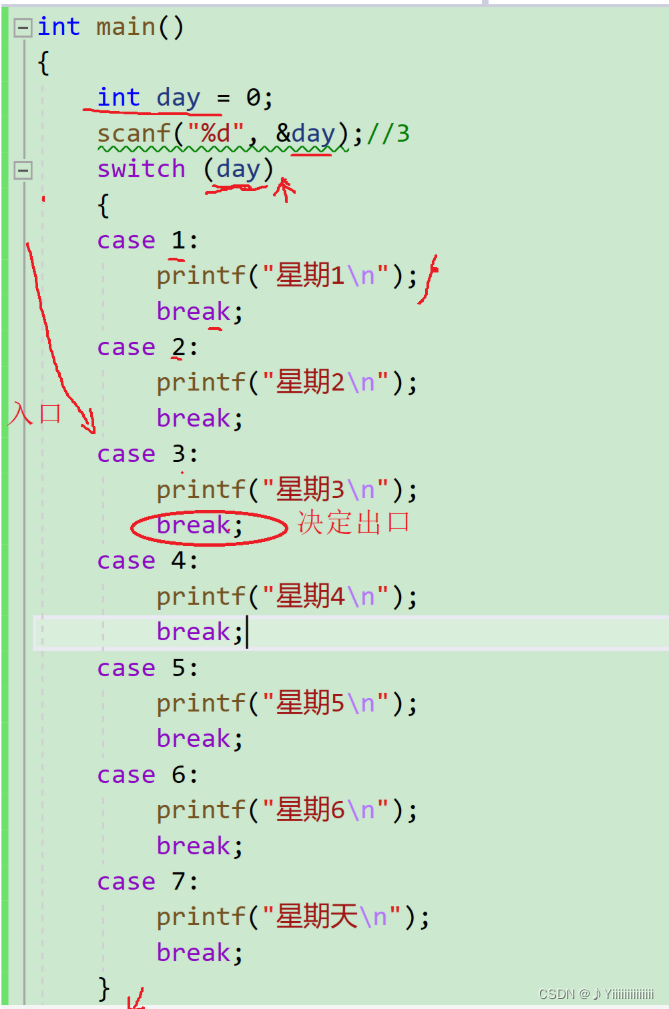 int main()
{
int day = 0;
scanf("%d", &day);//3
switch (day)
{
case 1:
printf("星期1\n");
break;
case 2:
printf("星期2\n");
break;
入口
case 3:
printf("星期3\n");
break; 决定出口
case 4:
printf("星期4\n");
break;
case 5:
printf("星期5\n");
break;
case 6:
printf("星期6\n");
break;
case 7:
printf("星期天\n");
break;
}
CSDN @♪Yiiiiiiiiiiiii